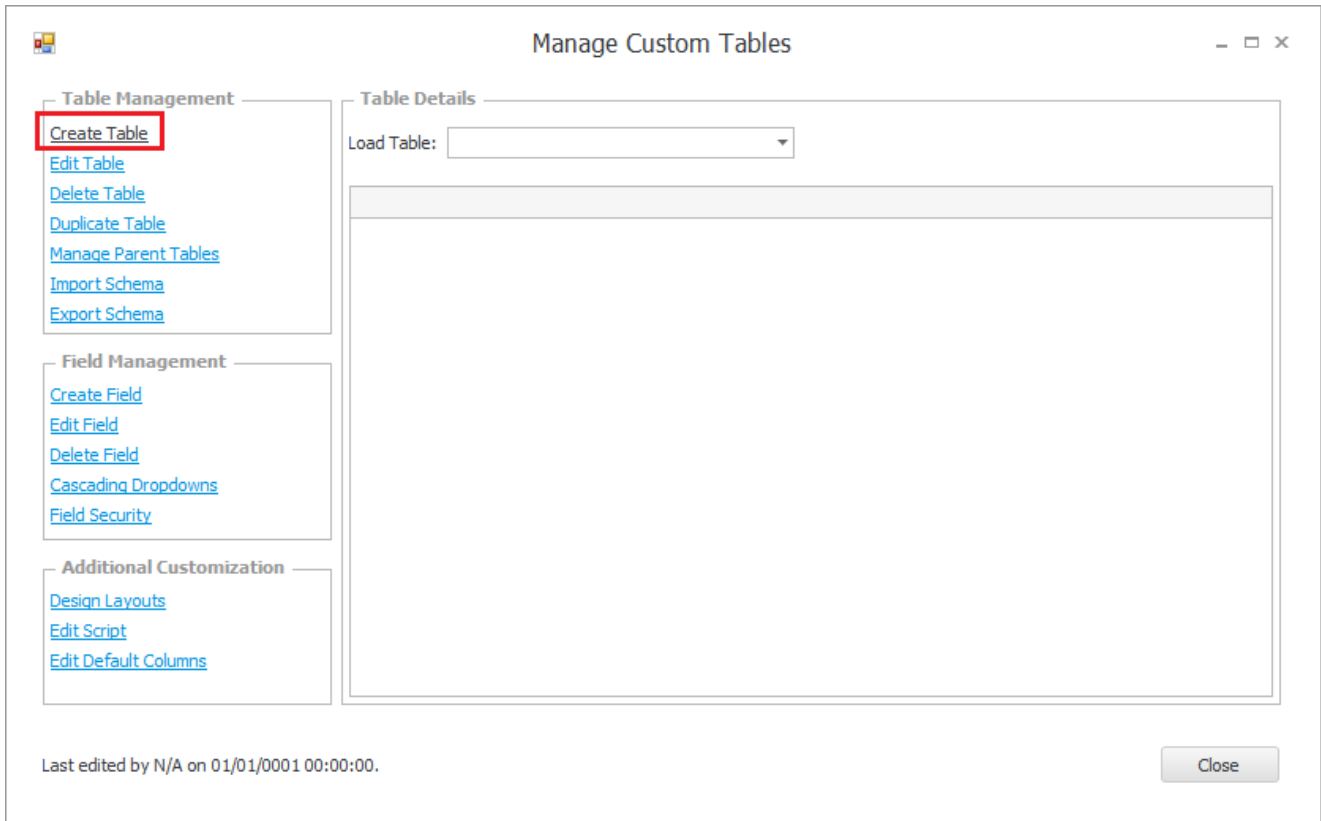 Manage Custom Tables
Table Management
Create Table
Edit Table
Delete Table
Duplicate Table
Manage Parent Tables
Import Schema
Export Schema
Field Management
Create Field
Edit Field
Delete Field
Cascading Dropdowns
Field Security
Additional Customization
Design Layouts
Edit Script
Edit Default Columns
Table Details
Load Table:
Last edited by N/A on 01/01/0001 00:00:00.
Close